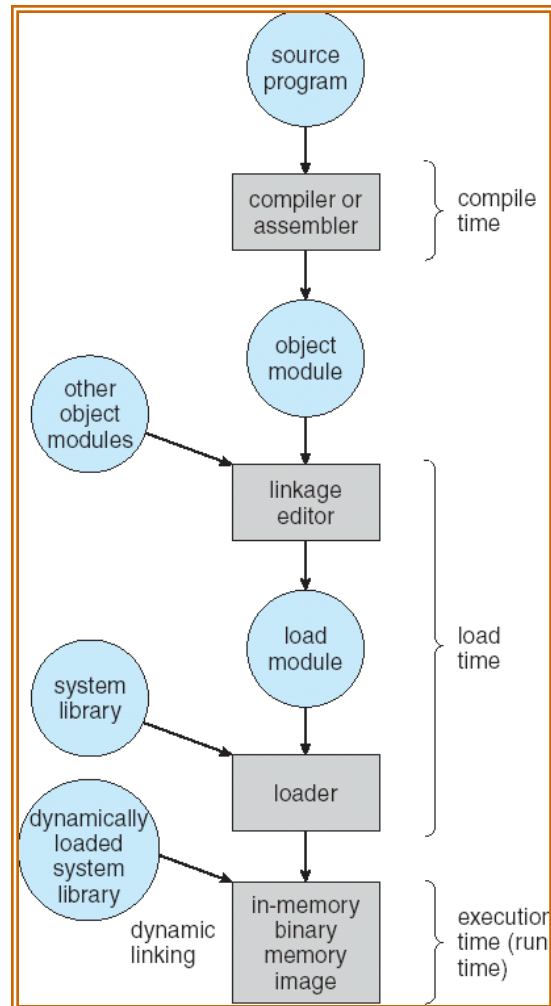 source
program
compiler or
assembler
compile
time
object
module
other
object
modules
linkage
editor
load
module
load
time
system
library
loader
dynamically
loaded
system
library
dynamic
linking
in-memory
binary
memory
image
execution
time (run
time)